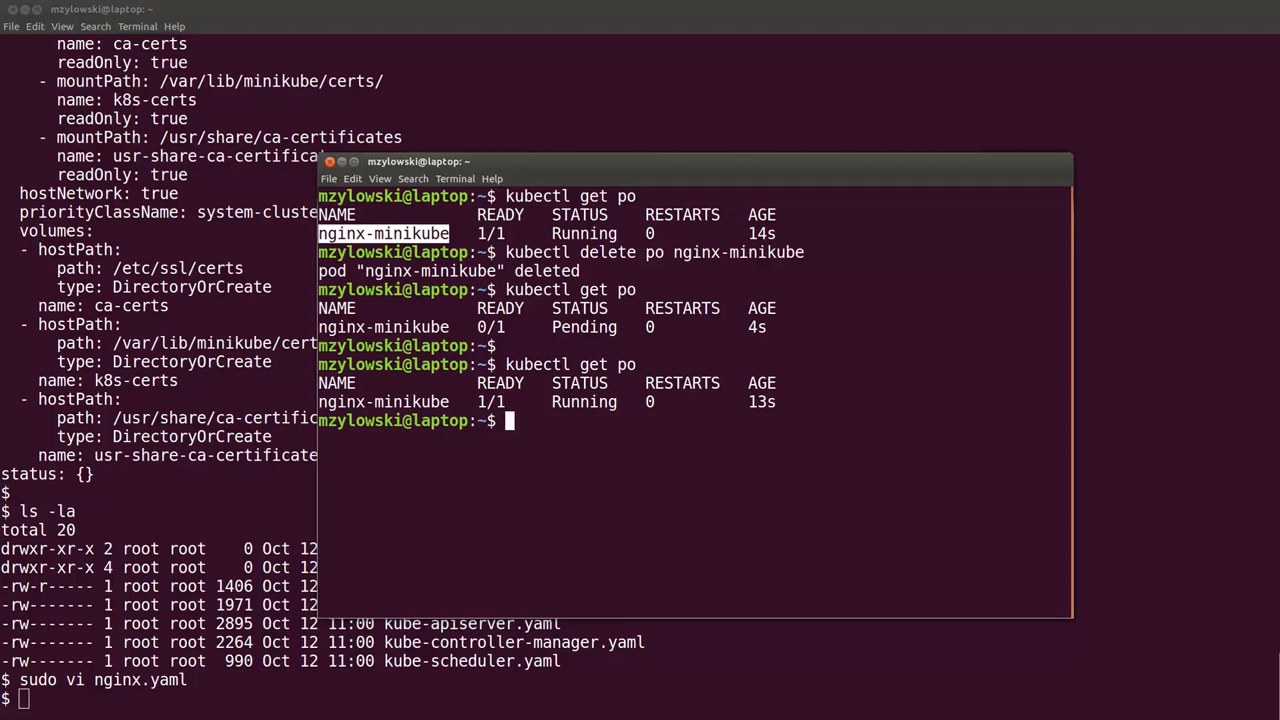 mzylowski@laptop: ~
File Edit View Search Terminal Help
name: ca-certs
readOnly: true
- mountPath: /var/lib/minikube/certs/
name: k8s-certs
readOnly: true
- mountPath: /usr/share/ca-certificates
name: usr-share-ca-certifica
readOnly: true
hostNetwork: true
priorityClassName: system-cluste
volumes:
- hostPath:
path: /etc/ssl/certs
type: DirectoryOrCreate
name: ca-certs
- hostPath:
path: /var/lib/minikube/cert
type: DirectoryOrCreate
name: k8s-certs
- hostPath:
path: /usr/share/ca-certific
type: DirectoryOrCreate
name: usr-share-ca-certificate
status: {}
$
$ ls -la
total 20
drwxr-xr-x 2 root root 0 Oct 12
drwxr-xr-x 4 root root 0 Oct 12
-rw-r----- 1 root root 1406 Oct 12
-rw------- 1 root root 1971 Oct 12
-rw------- 1 root root 2895 Oct 12 11:00 kube-apiserver.yaml
-rw------- 1 root root 2264 Oct 12 11:00 kube-controller-manager.yaml
-rw------- 1 root root 990 Oct 12 11:00 kube-scheduler.yaml
$ sudo vi nginx.yaml
$
mzylowski@laptop: ~
File Edit View Search Terminal Help
mzylowski@laptop:~$ kubectl get po
NAME READY STATUS RESTARTS AGE
nginx-minikube 1/1 Running 0 14s
mzylowski@laptop:~$ kubectl delete po nginx-minikube
pod "nginx-minikube" deleted
mzylowski@laptop:~$ kubectl get po
NAME READY STATUS RESTARTS AGE
nginx-minikube 0/1 Pending 0 4s
mzylowski@laptop:~$
mzylowski@laptop:~$ kubectl get po
NAME READY STATUS RESTARTS AGE
nginx-minikube 1/1 Running 0 13s
mzylowski@laptop:~$